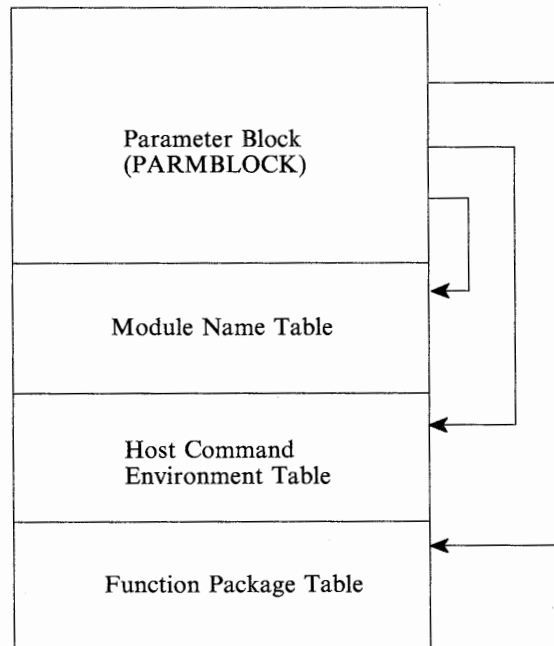 Parameter Block
(PARMBLOCK)
Module Name Table
Host Command
Environment Table
Function Package Table